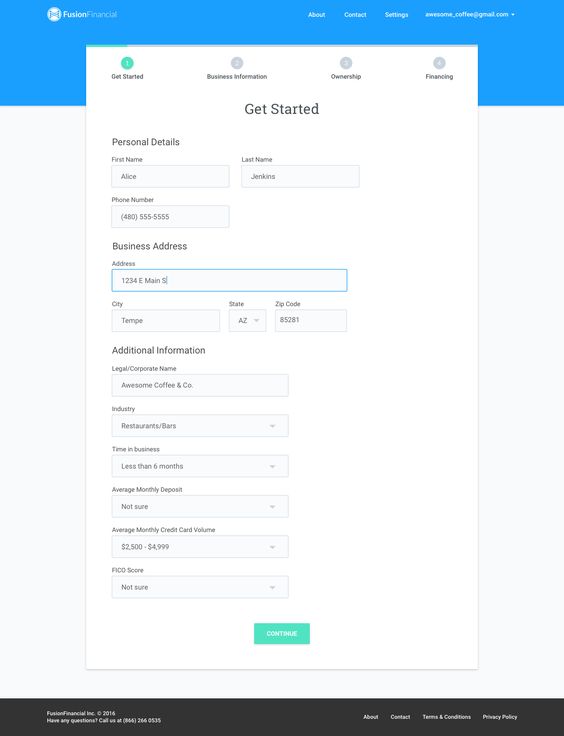 FusionFinancial
About Contact Settings awesome_coffee@gmail.com
1 2 3 4
Get Started Business Information Ownership Financing
Get Started
Personal Details
First Name Last Name
Alice Jenkins
Phone Number
(480) 555-5555
Business Address
Address
1234 E Main S
City State Zip Code
Tempe AZ 85281
Additional Information
Legal/Corporate Name
Awesome Coffee & Co.
Industry
Restaurants/Bars
Time in business
Less than 6 months
Average Monthly Deposit
Not sure
Average Monthly Credit Card Volume
$2,500 - $4,999
FICO Score
Not sure
CONTINUE
FusionFinancial Inc. © 2016
Have any questions? Call us at (866) 266 0535
About Contact Terms & Conditions Privacy Policy